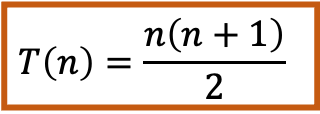 T(n) = n(n + 1) / 2